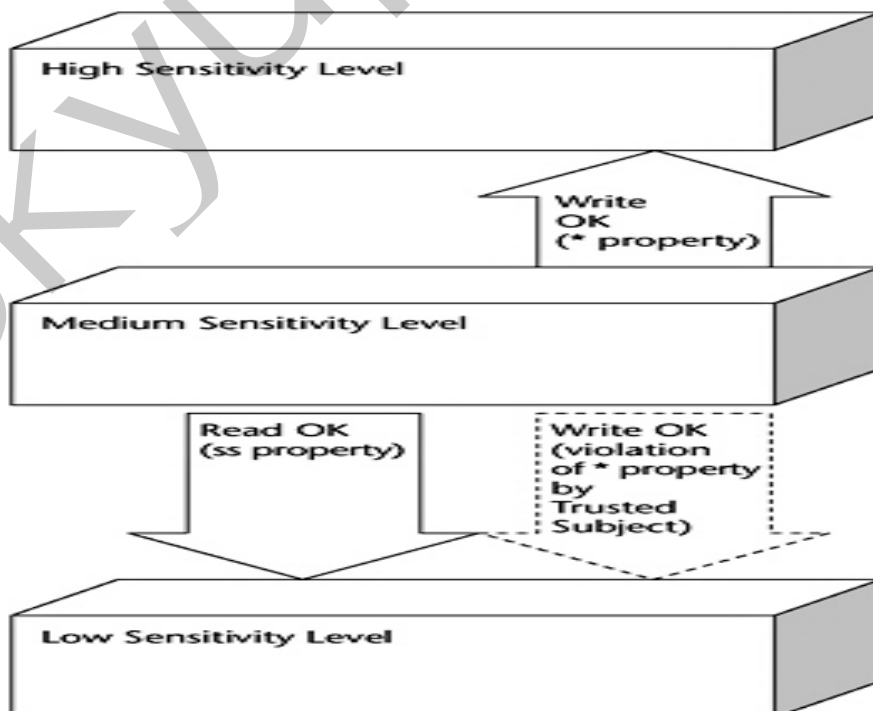 High Sensitivity Level
Write
OK
(* property)
Medium Sensitivity Level
Read OK
(ss property)
Write OK
(violation
of * property
by
Trusted
Subject)
Low Sensitivity Level